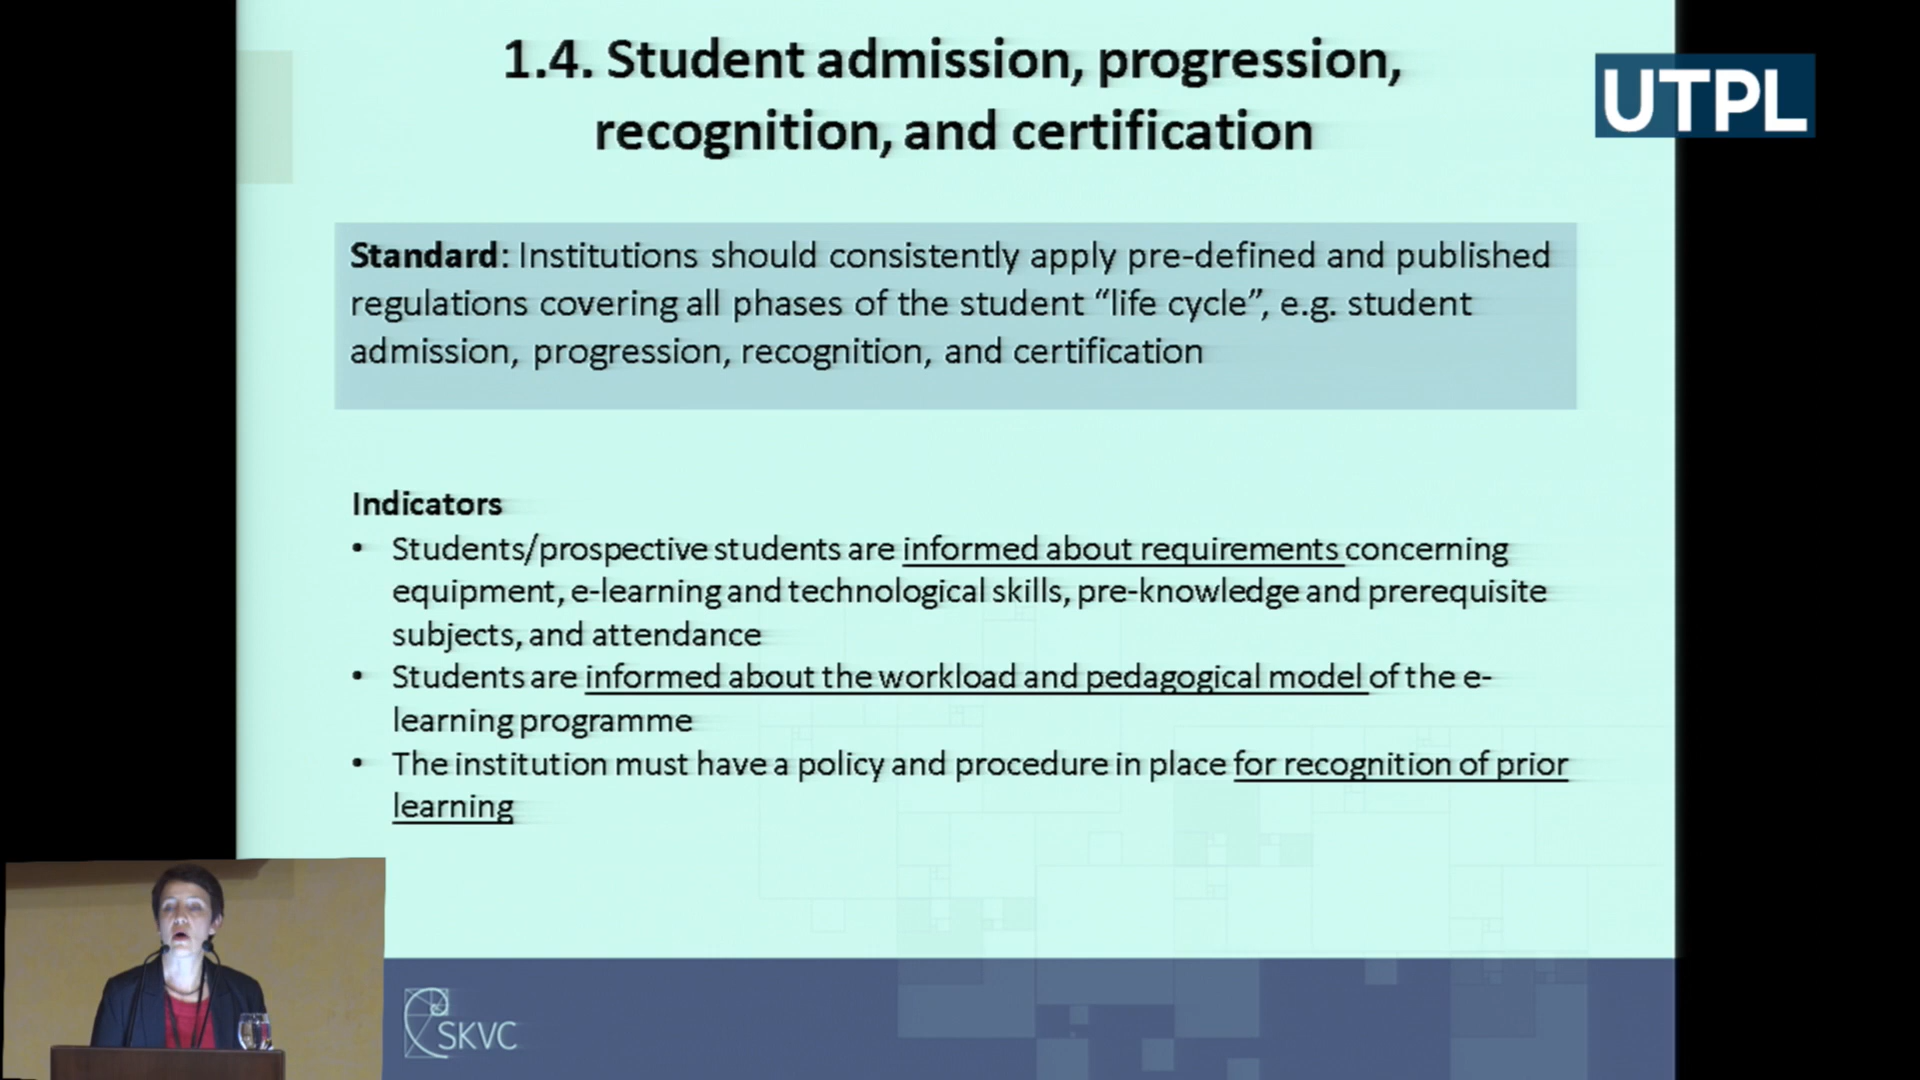 1.4. Student admission, progression,
recognition, and certification
UTPL
Standard: Institutions should consistently apply pre-defined and published
regulations covering all phases of the student “life cycle”, e.g. student
admission, progression, recognition, and certification
Indicators
• Students/prospective students are informed about requirements concerning
equipment, e-learning and technological skills, pre-knowledge and prerequisite
subjects, and attendance
• Students are informed about the workload and pedagogical model of the e-
learning programme
• The institution must have a policy and procedure in place for recognition of prior
learning
SKVC